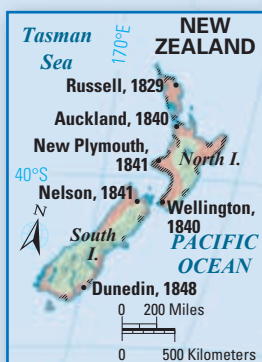 NEW
ZEALAND
Tasman
Sea
170°E
Russell, 1829
Auckland, 1840
New Plymouth,
1841
North I.
40°S
Nelson, 1841
Wellington,
1840
N
South
I.
PACIFIC
OCEAN
Dunedin, 1848
0 200 Miles
0 500 Kilometers